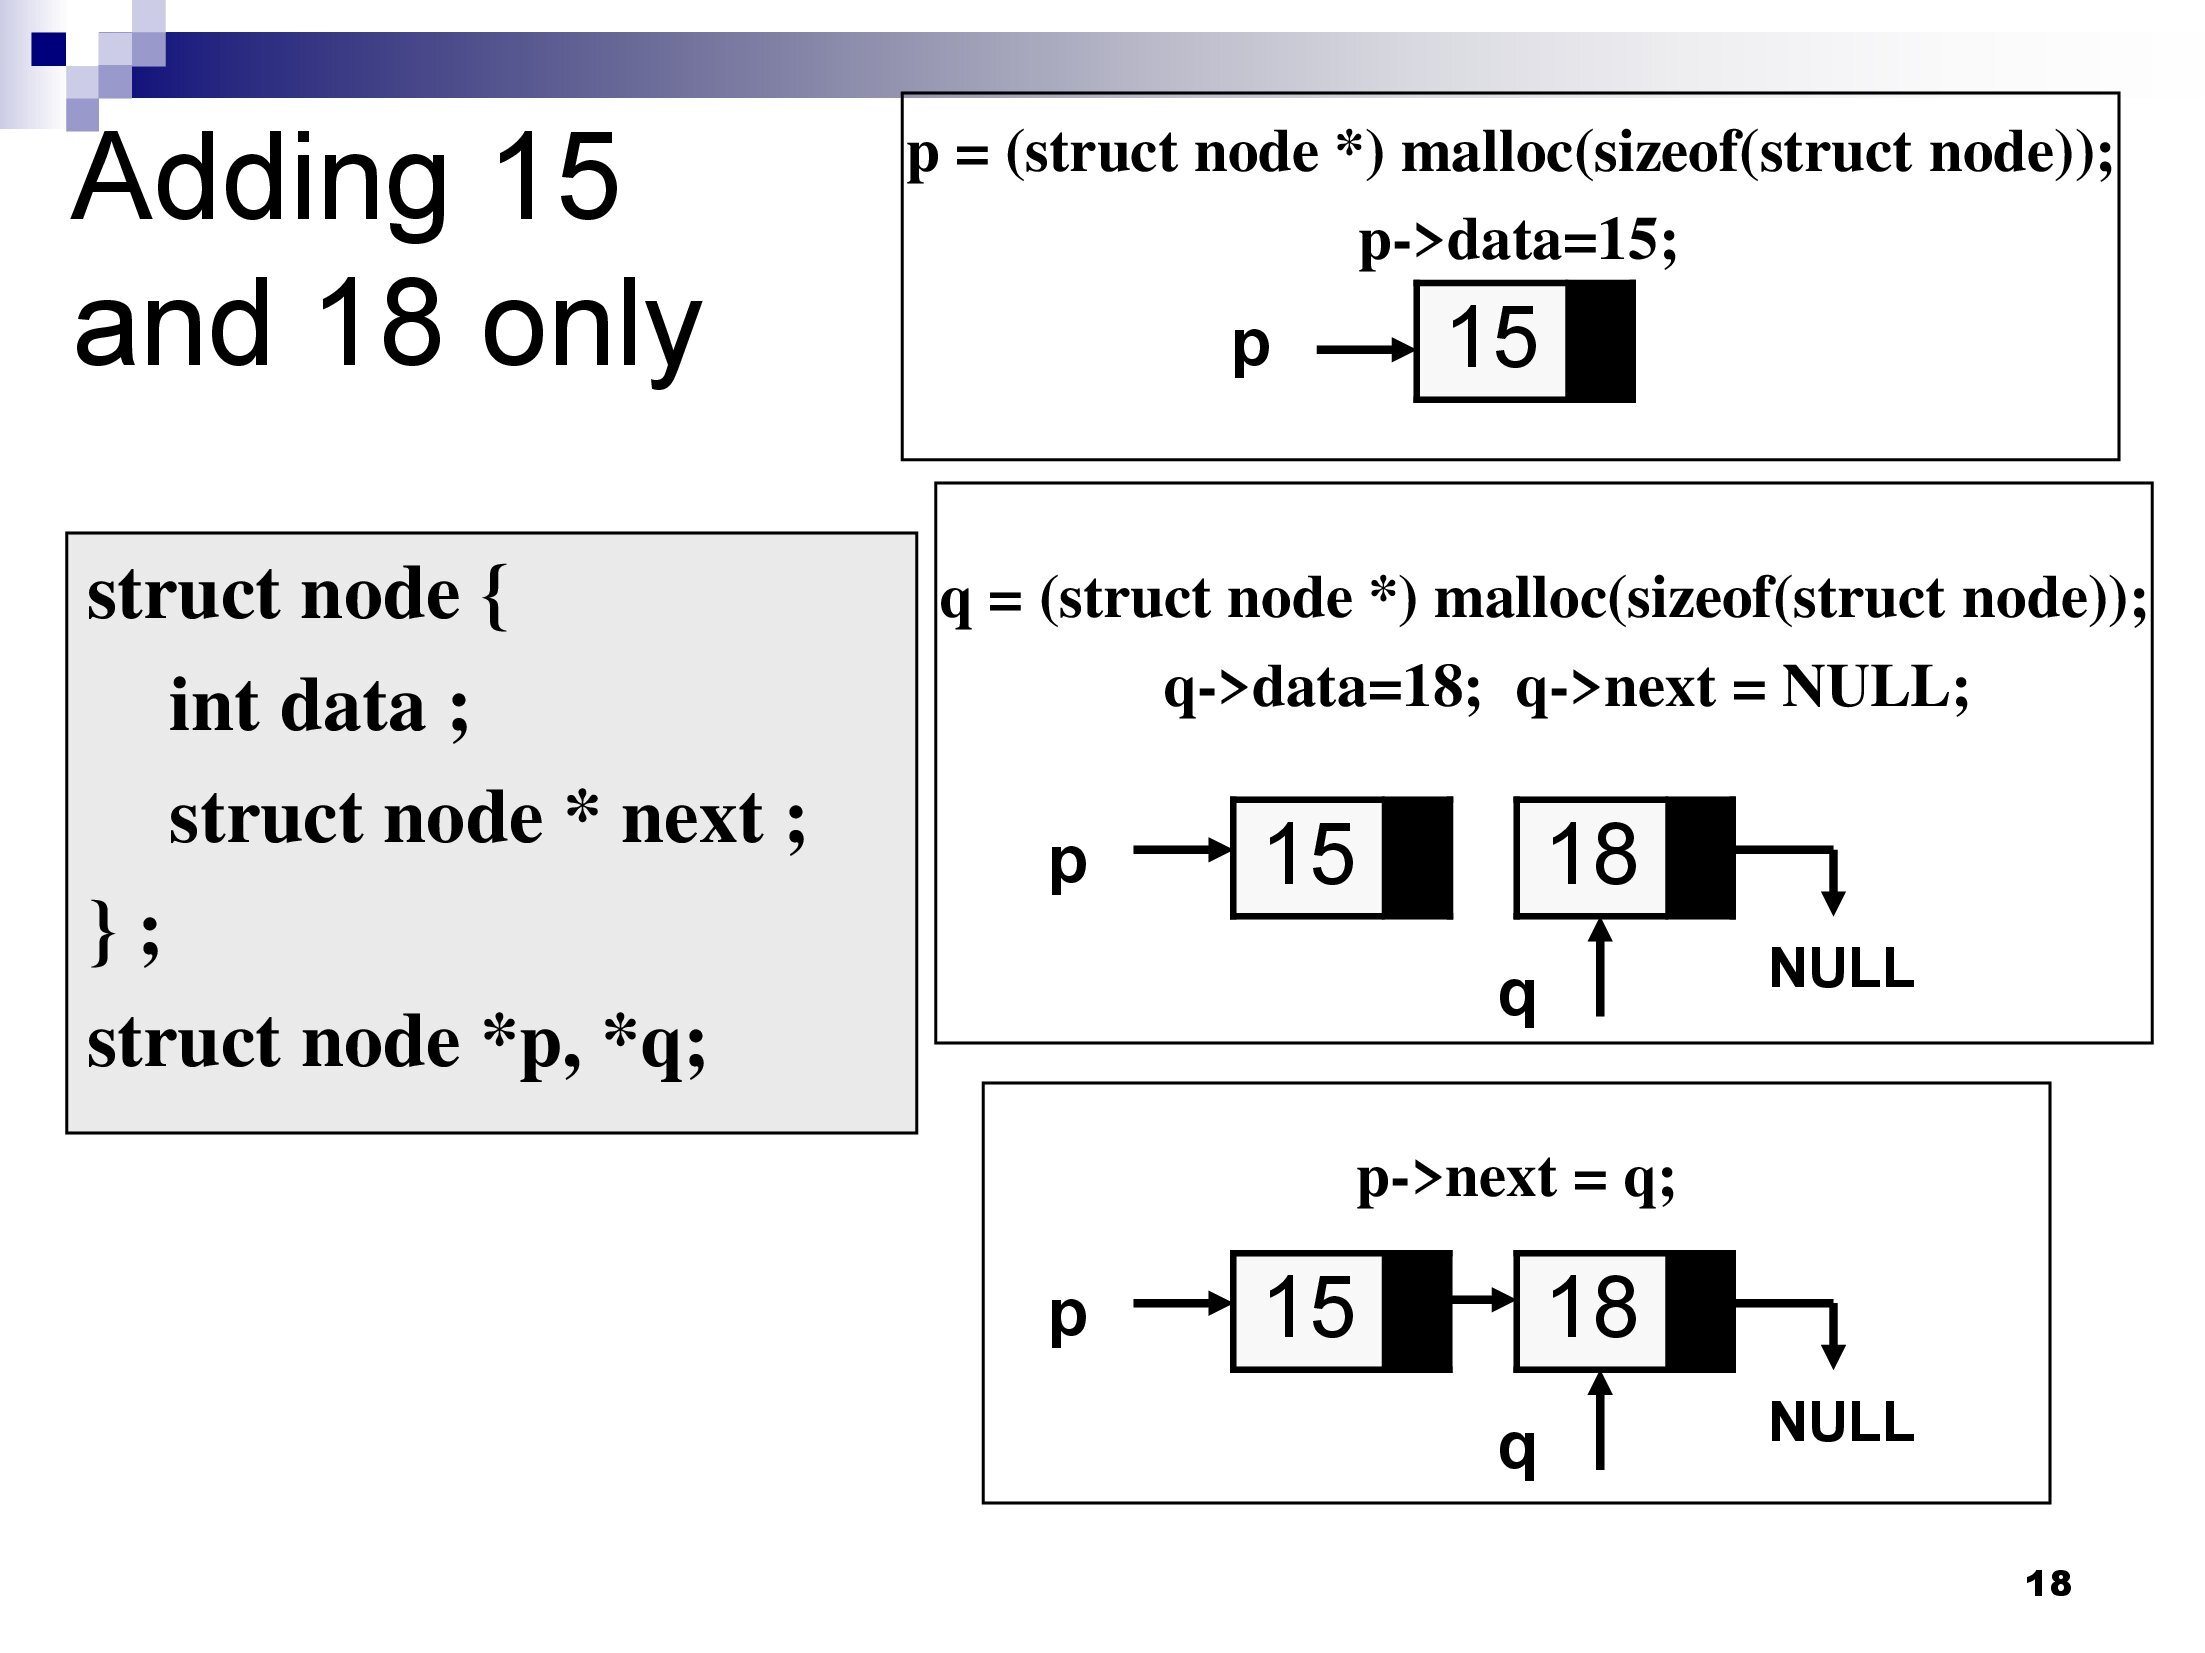 Adding 15
and 18 only
p = (struct node *) malloc(sizeof(struct node));
p->data=15;
p
15
struct node {
int data ;
struct node * next ;
} ;
struct node *p, *q;
q = (struct node *) malloc(sizeof(struct node));
q->data=18;  q->next = NULL;
p
15
18
NULL
q
p->next = q;
p
15
18
NULL
q
18